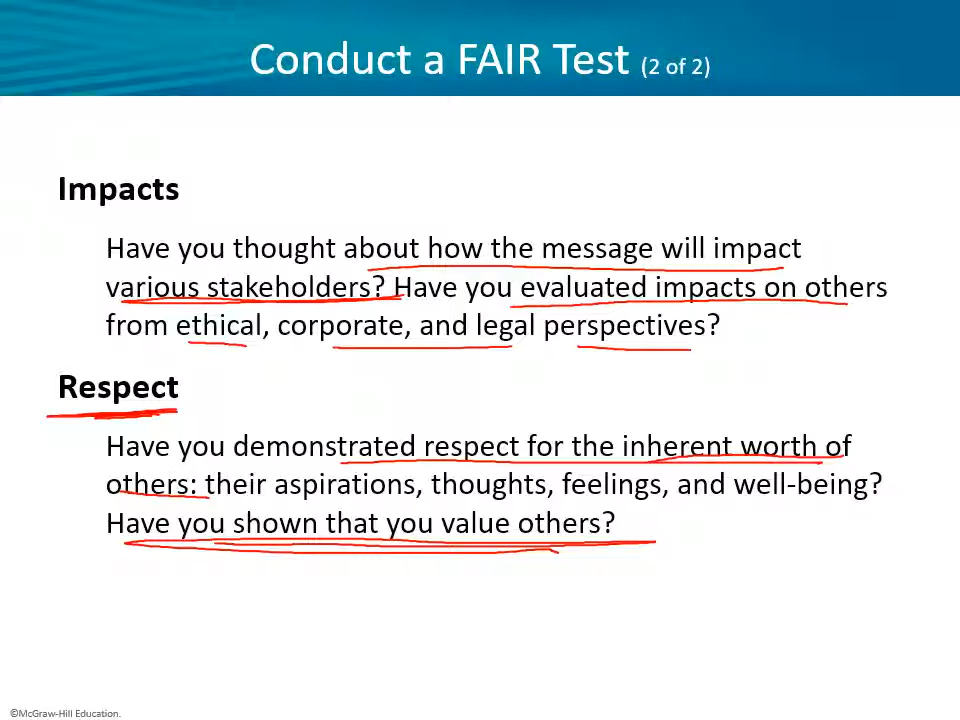 Conduct a FAIR Test (2 of 2)
Impacts
Have you thought about how the message will impact
various stakeholders? Have you evaluated impacts on others
from ethical, corporate, and legal perspectives?
Respect
Have you demonstrated respect for the inherent worth of
others: their aspirations, thoughts, feelings, and well-being?
Have you shown that you value others?
©McGraw-Hill Education.